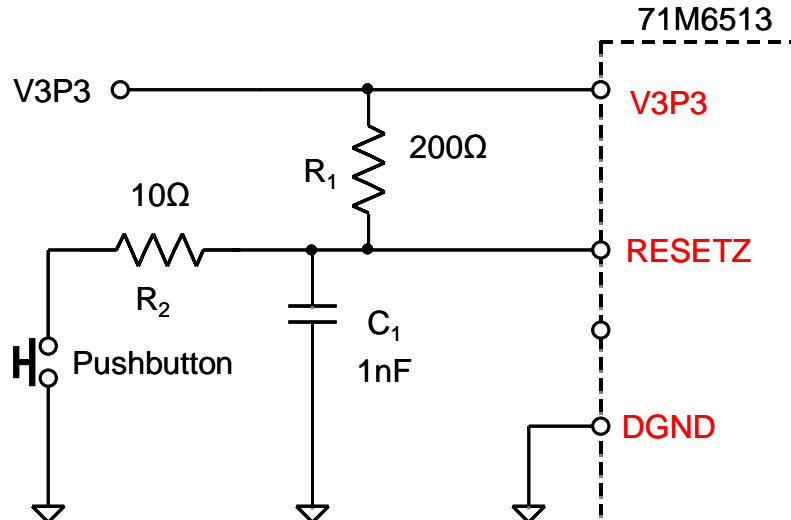 71M6513
V3P3
V3P3
200Ω
R1
10Ω
RESETZ
R2
C1
Pushbutton
1nF
DGND